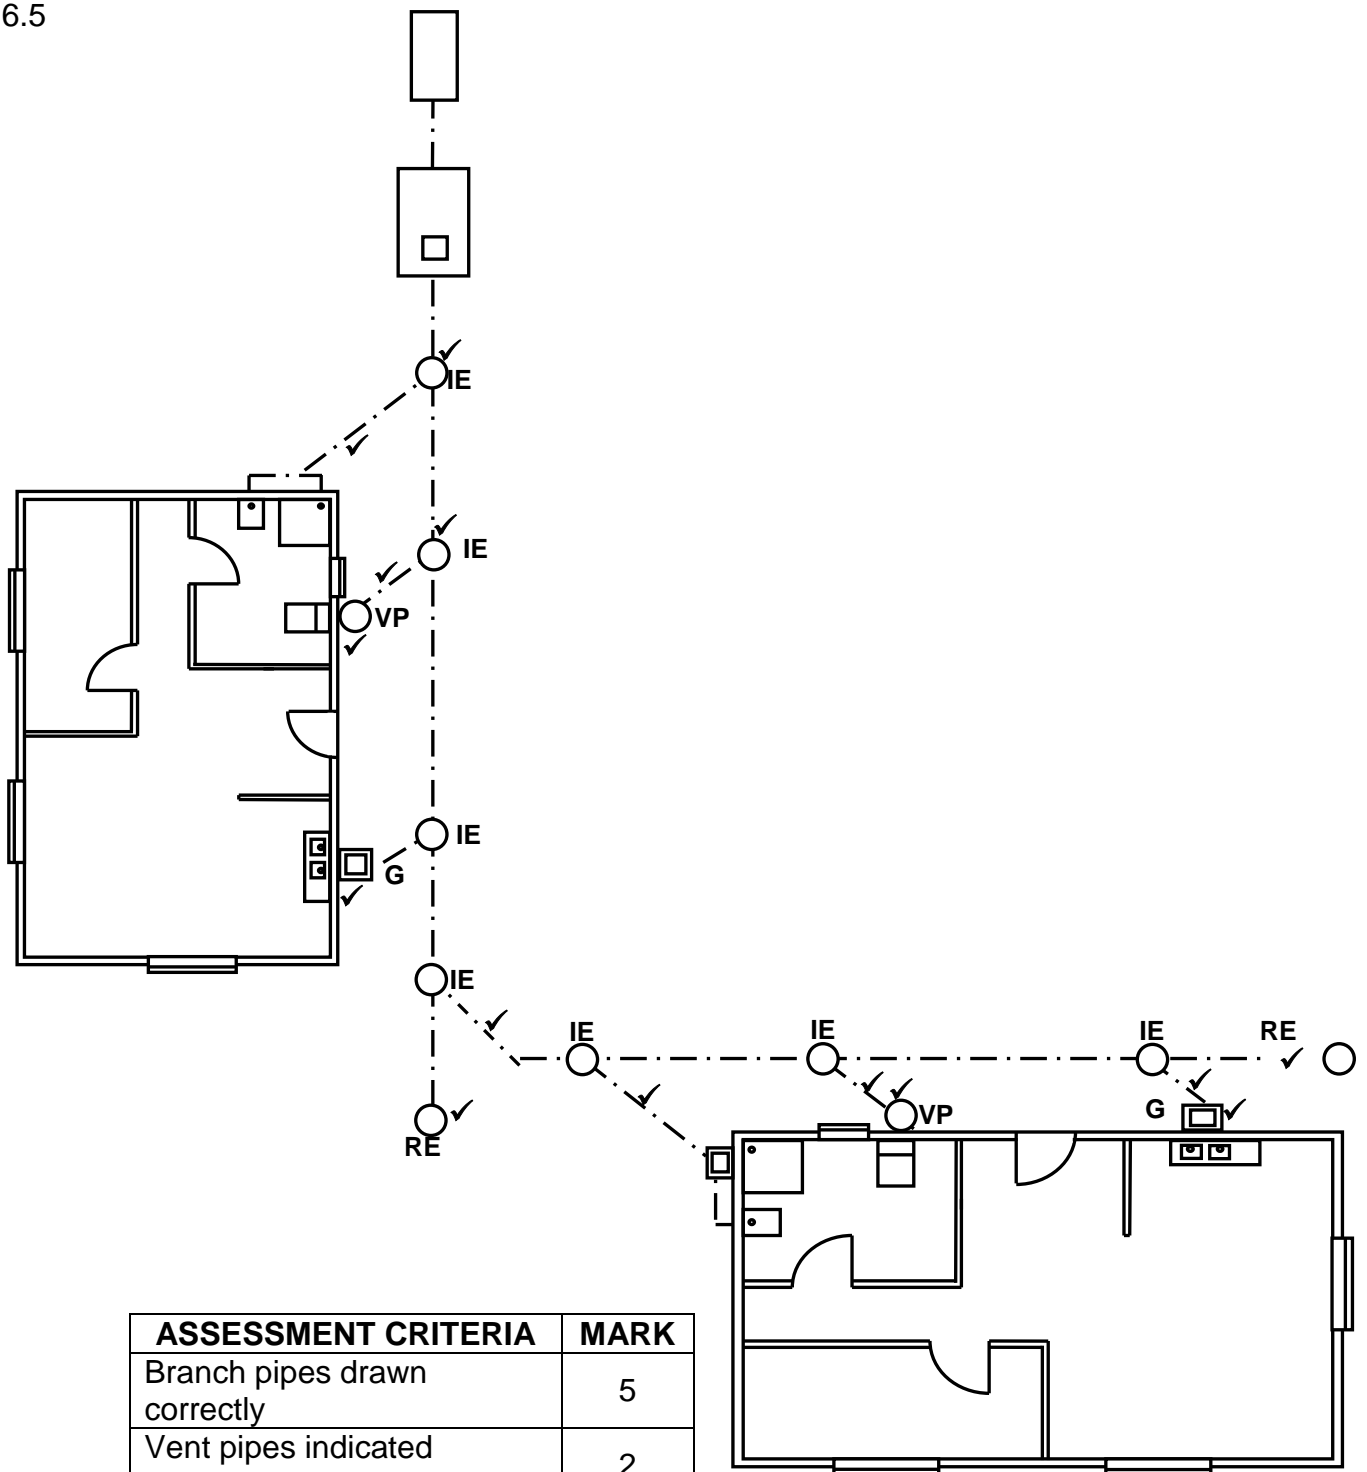 6.5
IE
IE
VP
IE
G
IE
IE
IE
IE
RE
G
VP
RE
ASSESSMENT CRITERIA MARK
Branch pipes drawn
correctly
5
Vent pipes indicated
2